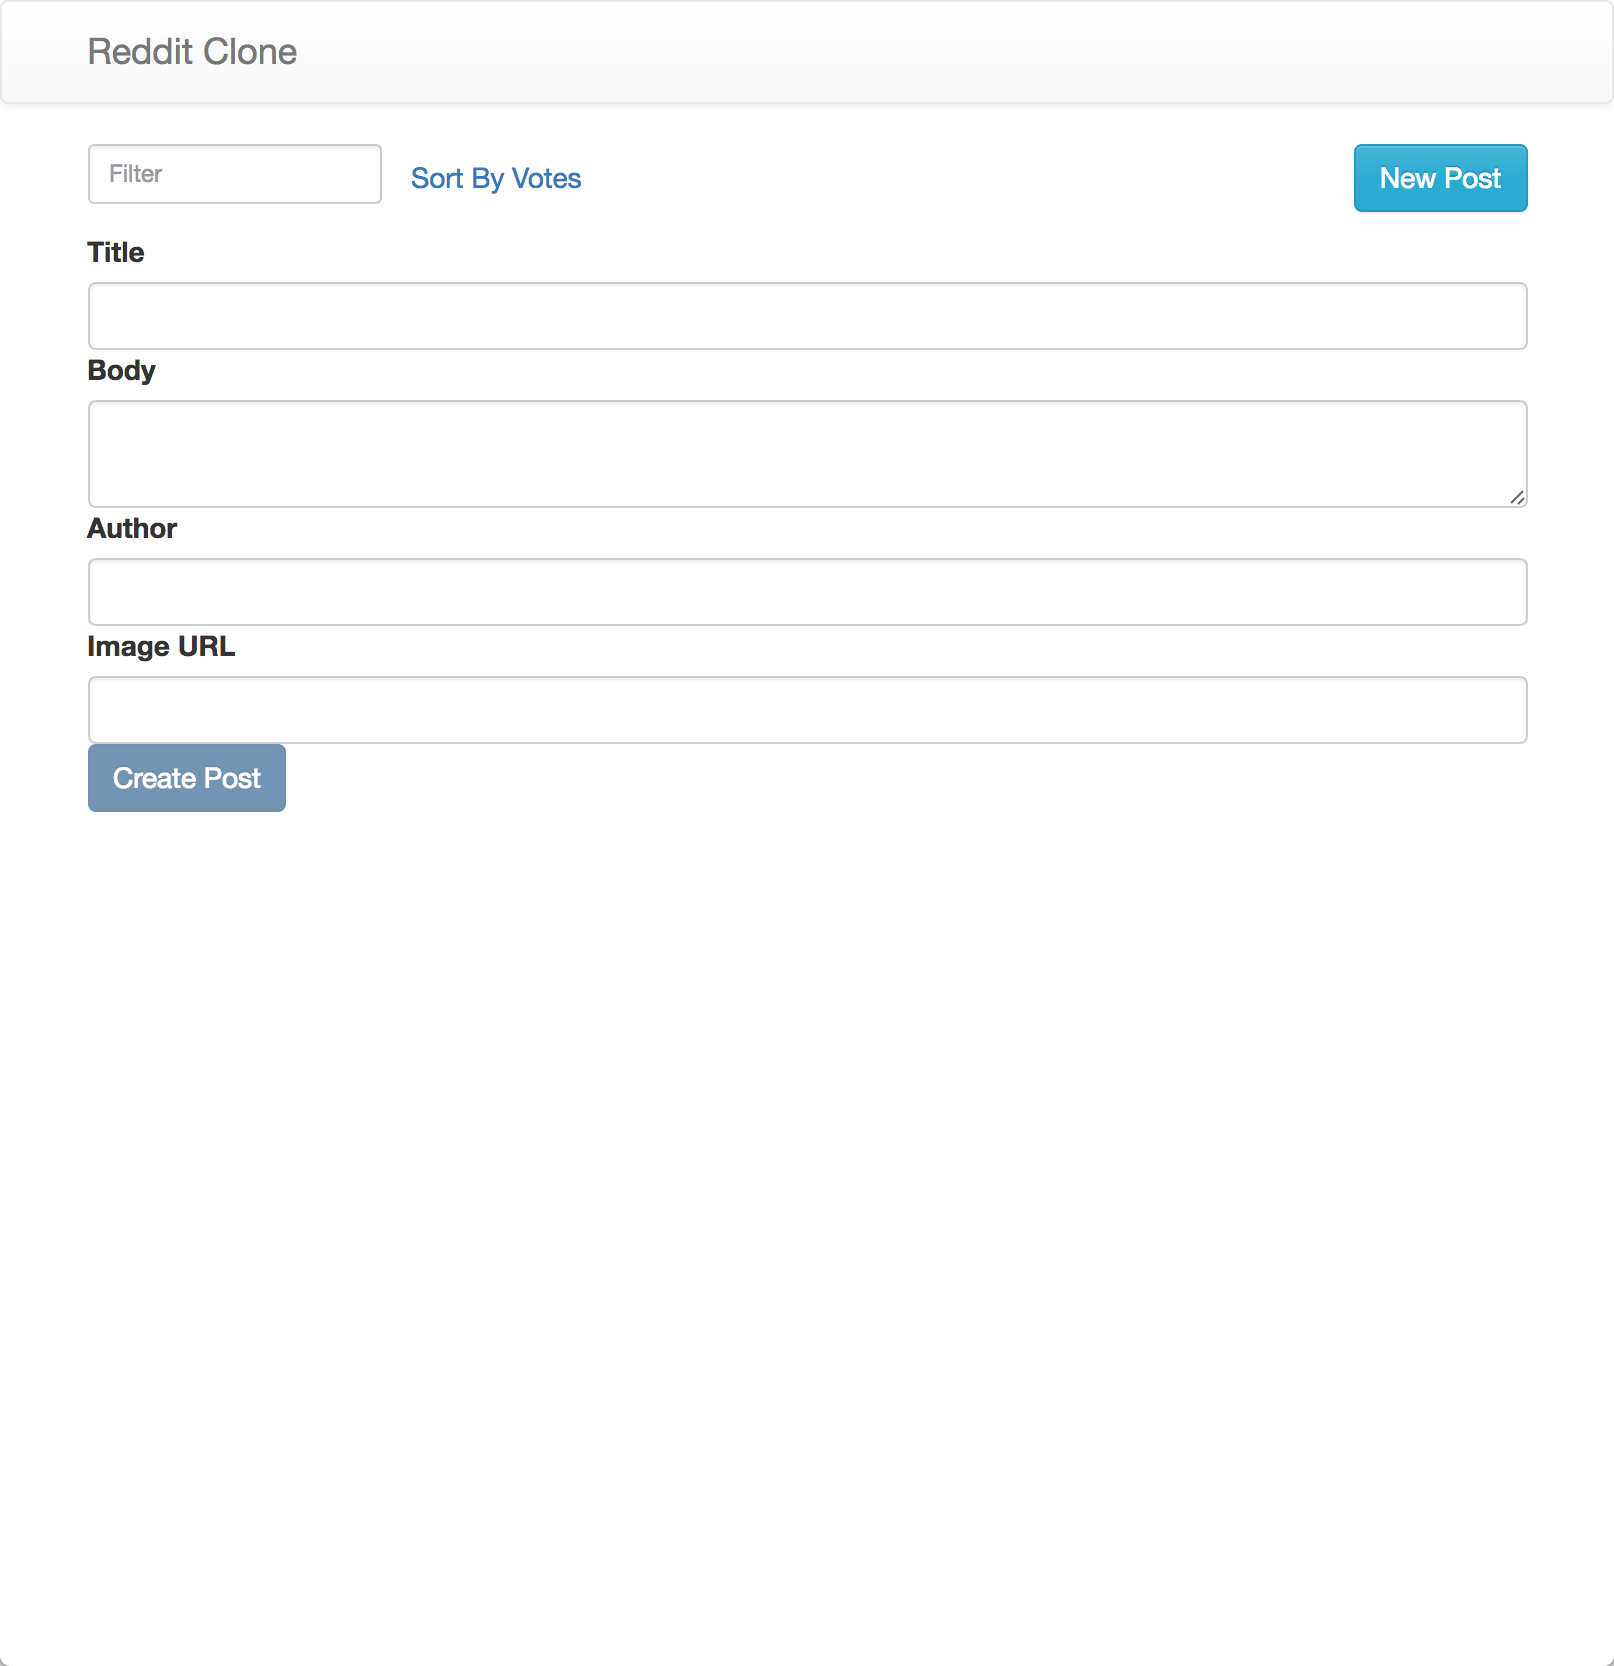 Reddit Clone
Filter
Sort By Votes
New Post
Title
Body
Author
Image URL
Create Post